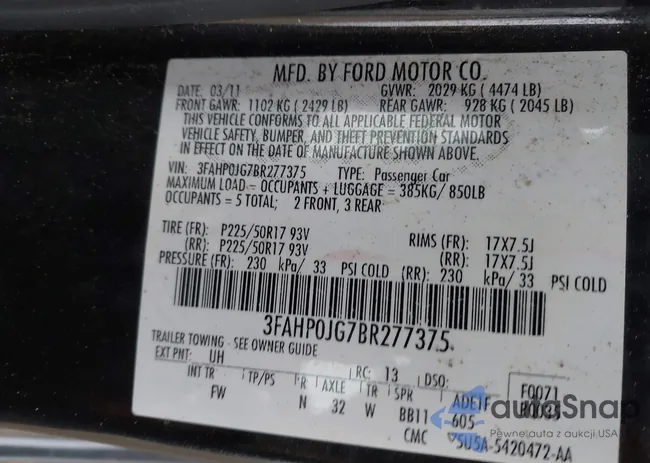 MFD. BY FORD MOTOR CO.
DATE: 03/11 GVWR: 2029 KG ( 4474 LB)
FRONT GAWR: 1102 KG ( 2429 LB) REAR GAWR: 928 KG ( 2045 LB)
THIS VEHICLE CONFORMS TO ALL APPLICABLE FEDERAL MOTOR
VEHICLE SAFETY, BUMPER, AND THEFT PREVENTION STANDARDS
IN EFFECT ON THE DATE OF MANUFACTURE SHOWN ABOVE.
VIN: 3FAHP0JG7BR277375 TYPE: Passenger Car
MAXIMUM LOAD = OCCUPANTS + LUGGAGE = 385KG/ 850LB
OCCUPANTS = 5 TOTAL; 2 FRONT, 3 REAR
TIRE (FR): P225/50R17 93V RIMS (FR): 17X7.5J
(RR): P225/50R17 93V (RR): 17X7.5J
PRESSURE (FR): 230 kPa/ 33 PSI COLD (RR): 230 kPa/ 33 PSI COLD
3FAHP0JG7BR277375
TRAILER TOWING - SEE OWNER GUIDE
EXT PNT: UH RC: 13 DSO: F0071
INT TR TP/PS R AXLE TR SPR ADEIF
FW N 32 W BB11 605
CMC 5U5A-5420472-AA
autoSnap
Pewne auta z aukcji USA